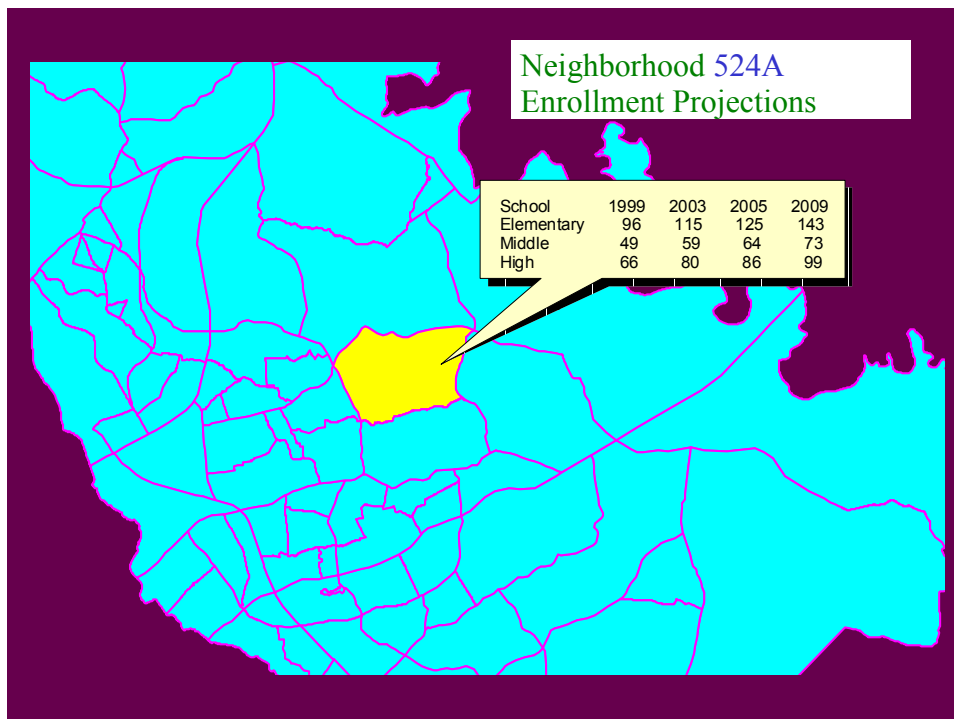 Neighborhood 524A
Enrollment Projections
School 1999 2003 2005 2009
Elementary 96 115 125 143
Middle 49 59 64 73
High 66 80 86 99